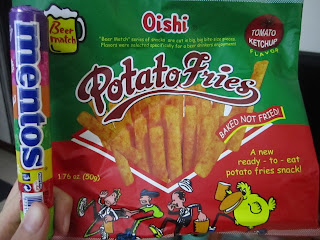 Oishi
Beer
Match
"Beer Match" series of snacks are cut in big, big bite-size pieces.
Flavors were selected specifically for a beer drinkers enjoyment!
TOMATO
KETCHUP
FLAVOR
mentos
Potato Fries
BAKED NOT FRIED!
A new
ready - to - eat
potato fries snack!
1.76 oz (50g)